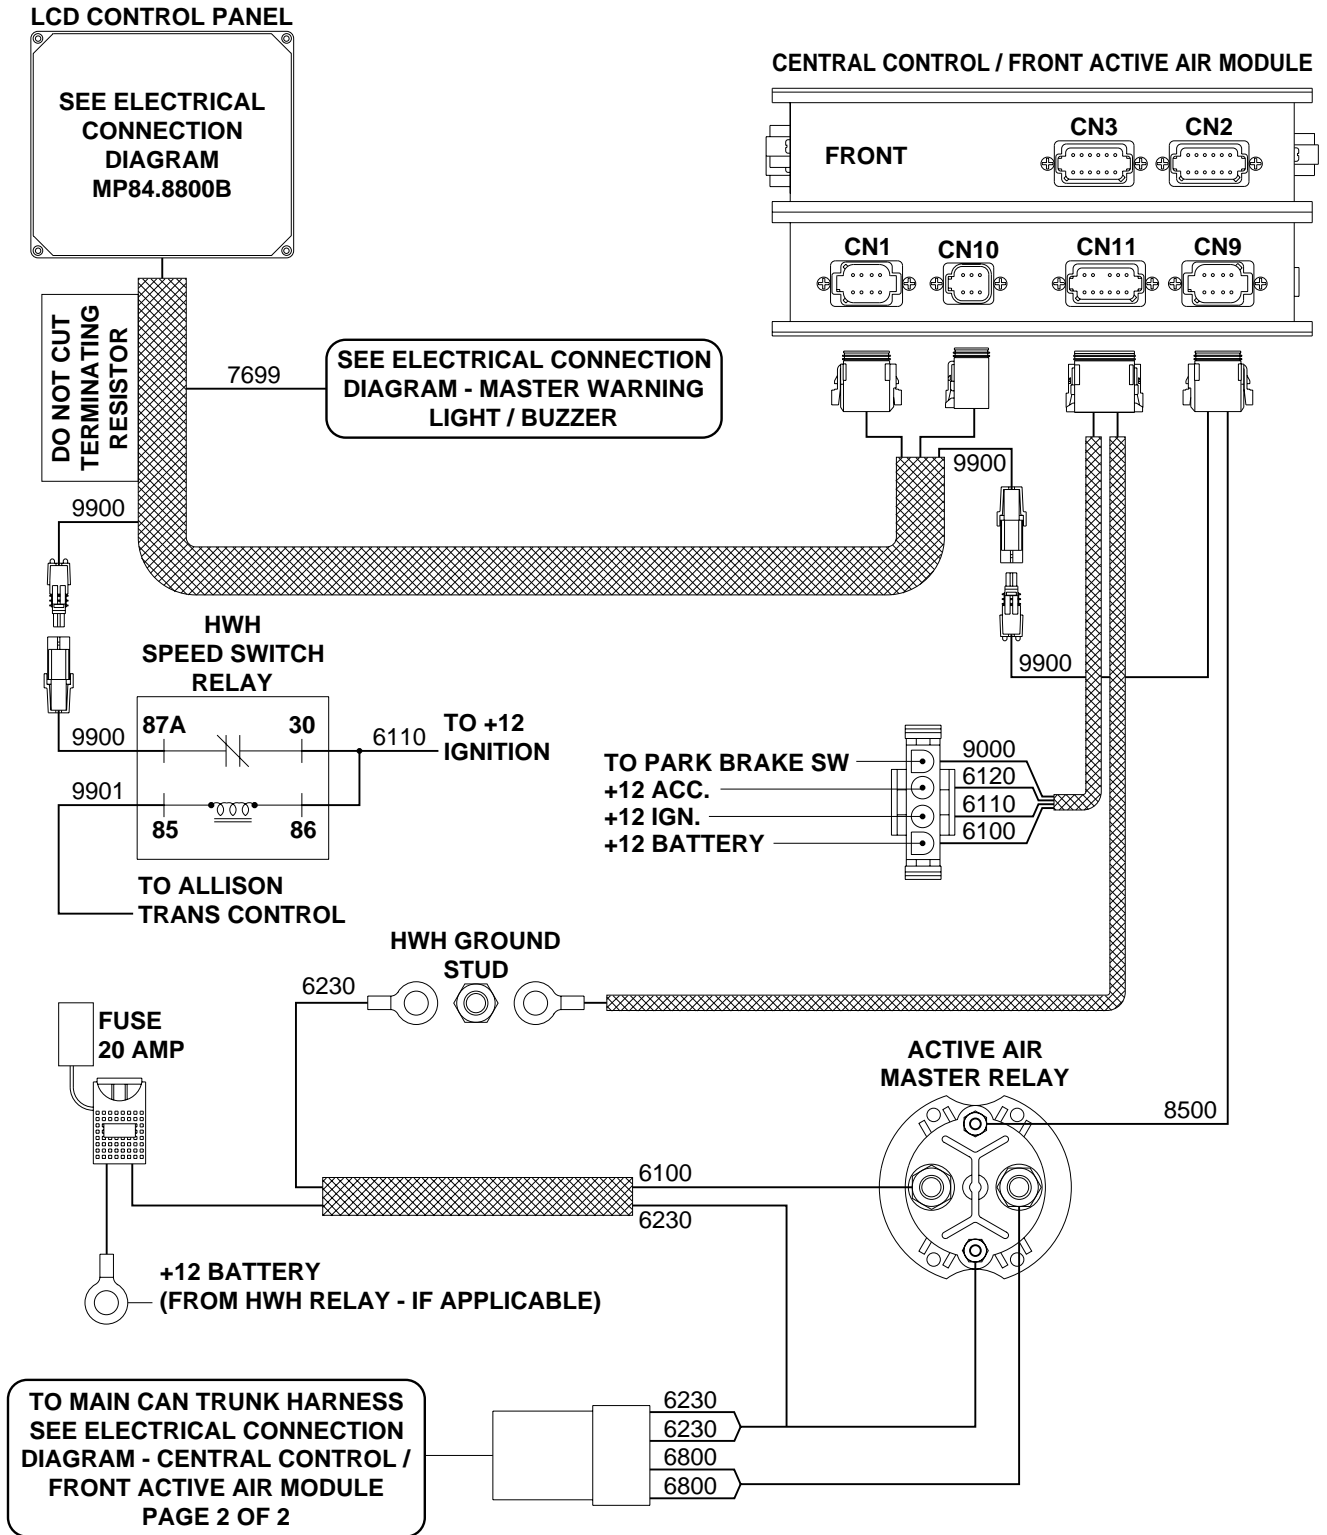 LCD CONTROL PANEL
SEE ELECTRICAL
CONNECTION
DIAGRAM
MP84.8800B
CENTRAL CONTROL / FRONT ACTIVE AIR MODULE
FRONT
CN3
CN2
CN1
CN10
CN11
CN9
DO NOT CUT
TERMINATING
RESISTOR
7699
SEE ELECTRICAL CONNECTION
DIAGRAM - MASTER WARNING
LIGHT / BUZZER
9900
9900
9900
HWH
SPEED SWITCH
RELAY
87A
30
9900
6110
TO +12
IGNITION
9901
85
86
TO ALLISON
TRANS CONTROL
TO PARK BRAKE SW
+12 ACC.
+12 IGN.
+12 BATTERY
9000
6120
6110
6100
HWH GROUND
STUD
6230
FUSE
20 AMP
ACTIVE AIR
MASTER RELAY
8500
6100
6230
+12 BATTERY
(FROM HWH RELAY - IF APPLICABLE)
TO MAIN CAN TRUNK HARNESS
SEE ELECTRICAL CONNECTION
DIAGRAM - CENTRAL CONTROL /
FRONT ACTIVE AIR MODULE
PAGE 2 OF 2
6230
6230
6800
6800